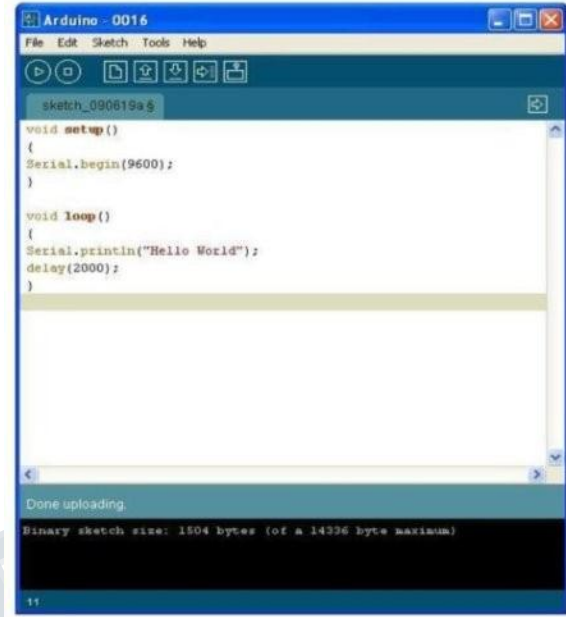 Arduino - 0016
File Edit Sketch Tools Help
sketch_090619a §
void setup()
{
Serial.begin(9600);
}
void loop()
{
Serial.println("Hello World");
delay(2000);
}
Done uploading.
Binary sketch size: 1504 bytes (of a 14336 byte maximum)
11